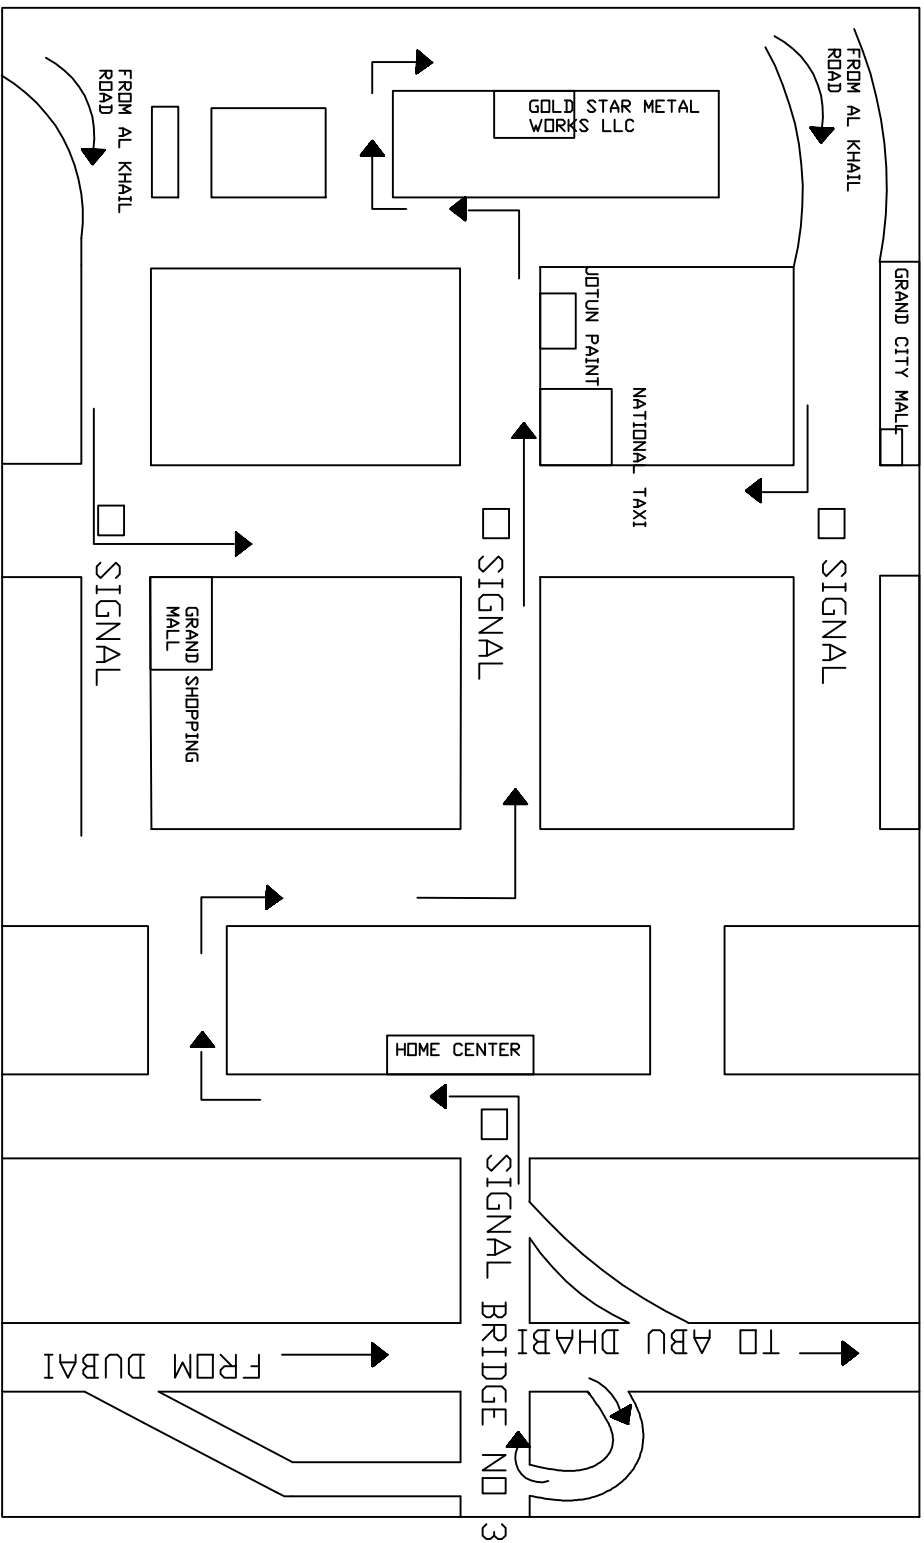 FROM AL KHAIL
ROAD
GOLD STAR METAL
WORKS LLC
FROM AL KHAIL
ROAD
JOTUN PAINT
NATIONAL TAXI
GRAND CITY MALL
SIGNAL
SIGNAL
SIGNAL
GRAND SHOPPING
MALL
HOME CENTER
SIGNAL BRIDGE NO 3
TO ABU DHABI
FROM DUBAI